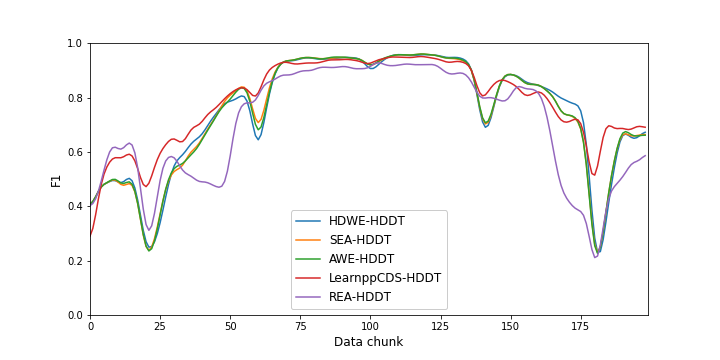 1.0
0.8
0.6
0.4
0.2
0.0
F1
0 25 50 75 100 125 150 175
Data chunk
HDWE-HDDT
SEA-HDDT
AWE-HDDT
LearnppCDS-HDDT
REA-HDDT